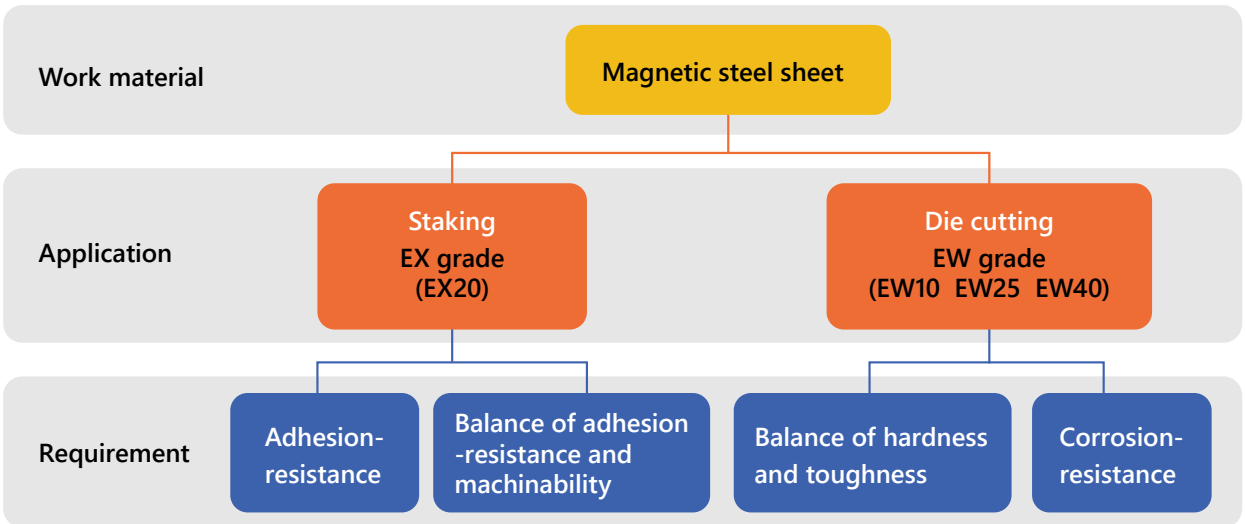 Work material
Magnetic steel sheet
Application
Staking
EX grade
(EX20)
Die cutting
EW grade
(EW10 EW25 EW40)
Requirement
Adhesion-
resistance
Balance of adhesion
-resistance and
machinability
Balance of hardness
and toughness
Corrosion-
resistance